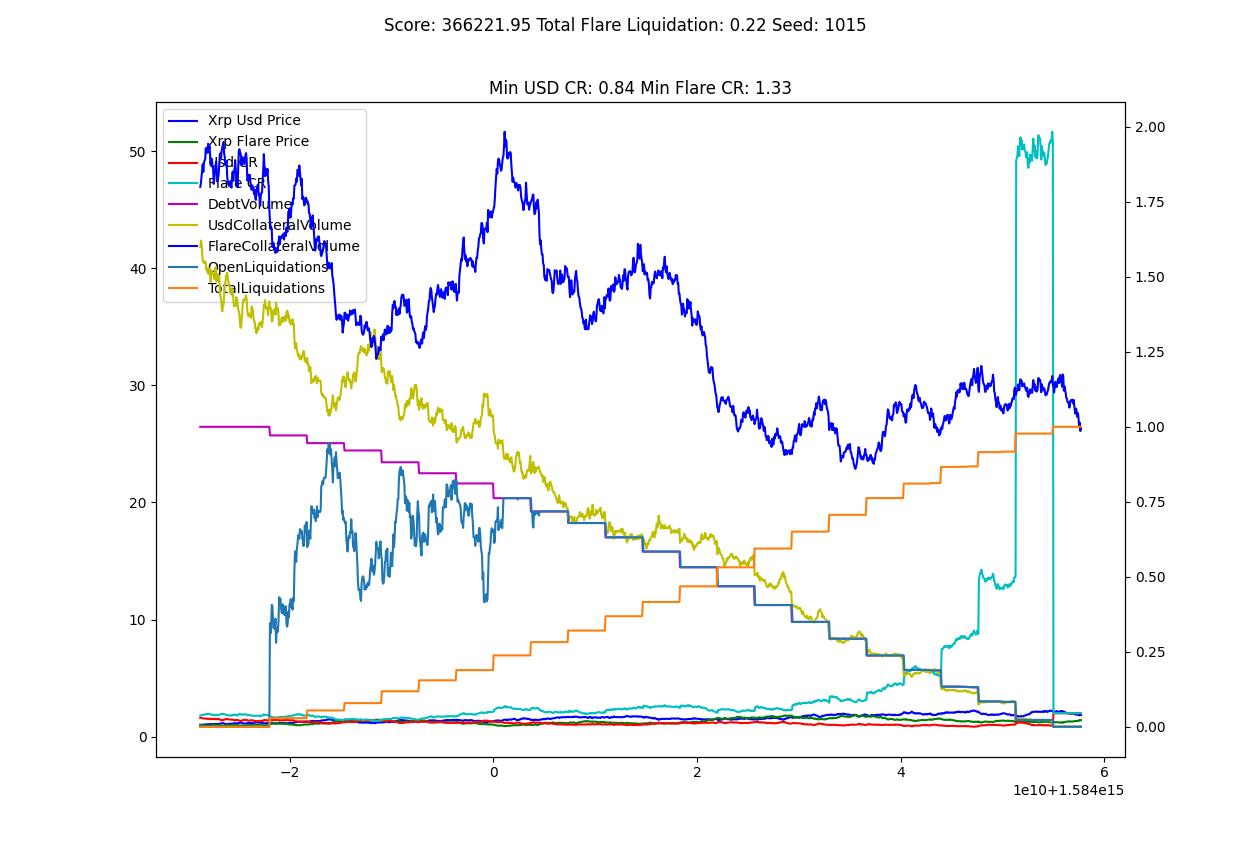 Score: 366221.95 Total Flare Liquidation: 0.22 Seed: 1015
Min USD CR: 0.84 Min Flare CR: 1.33
Xrp Usd Price
Xrp Flare Price
Usd CR
Flare CR
DebtVolume
UsdCollateralVolume
FlareCollateralVolume
OpenLiquidations
TotalLiquidations
50
40
30
20
10
0
2.00
1.75
1.50
1.25
1.00
0.75
0.50
0.25
0.00
−2 0 2 4 6
1e10+1.584e15